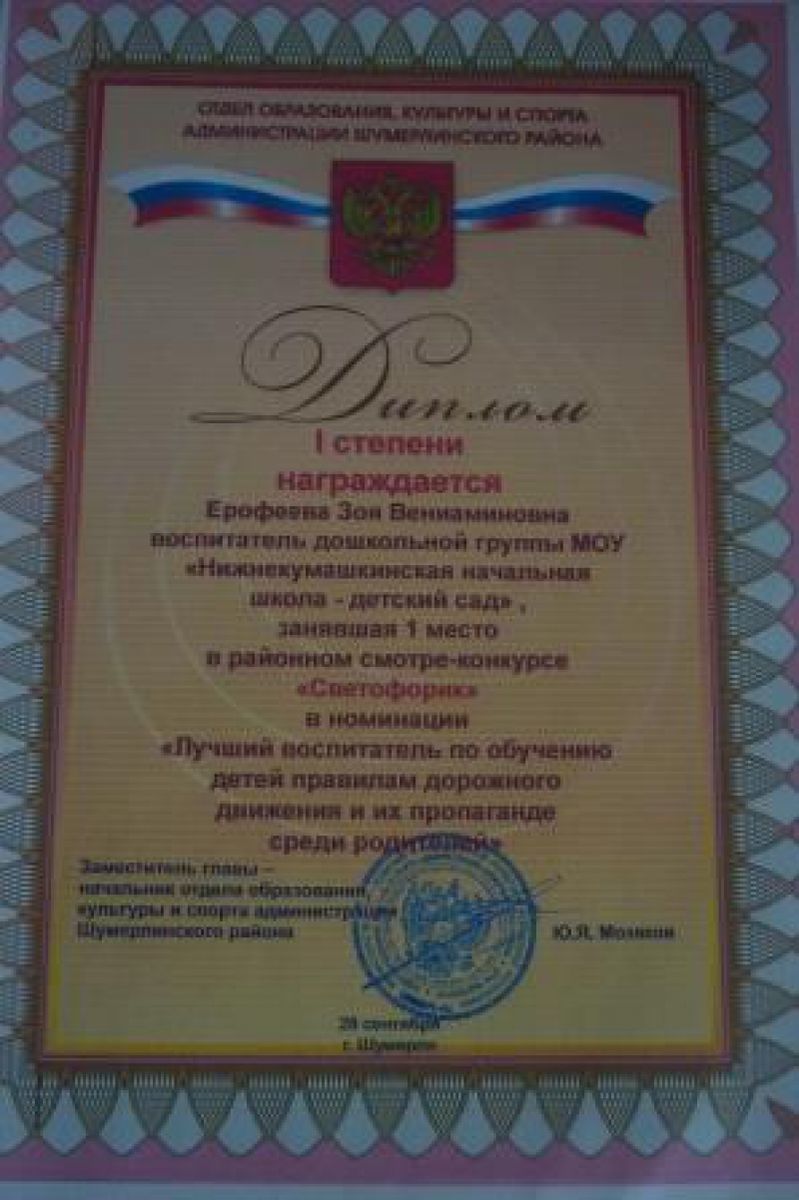 ОТДЕЛ ОБРАЗОВАНИЯ, КУЛЬТУРЫ И СПОРТА
АДМИНИСТРАЦИИ ШУМЕРЛИНСКОГО РАЙОНА
Диплом
I степени
награждается
Ерофеева Зоя Вениаминовна
воспитатель дошкольной группы МОУ
«Нижнекумашкинская начальная
школа - детский сад» ,
занявшая 1 место
в районном смотре-конкурсе
«Светофорик»
в номинации
«Лучший воспитатель по обучению
детей правилам дорожного
движения и их пропаганде
среди родителей»
Заместитель главы –
начальник отдела образования,
культуры и спорта администрации
Шумерлинского района
Ю.Я.
28 сентября
г. Шумерля